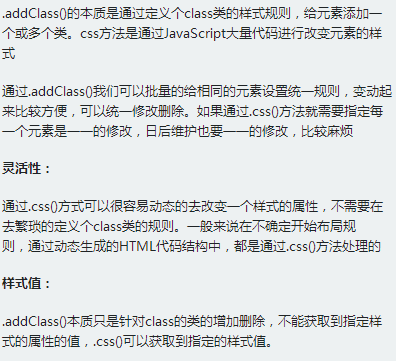 .addClass()的本质是通过定义个class类的样式规则，给元素添加一
个或多个类。css方法是通过JavaScript大量代码进行改变元素的样
式
通过.addClass()我们可以批量的给相同的元素设置统一规则，变动起
来比较方便，可以统一修改删除。如果通过.css()方法就需要指定每
一个元素是一一的修改，日后维护也要一一的修改，比较麻烦
灵活性：
通过.css()方式可以很容易动态的去改变一个样式的属性，不需要在
去繁琐的定义个class类的规则。一般来说在不确定开始布局规
则，通过动态生成的HTML代码结构中，都是通过.css()方法处理的
样式值：
.addClass()本质只是针对class的类的增加删除，不能获取到指定样
式的属性的值，.css()可以获取到指定的样式值。